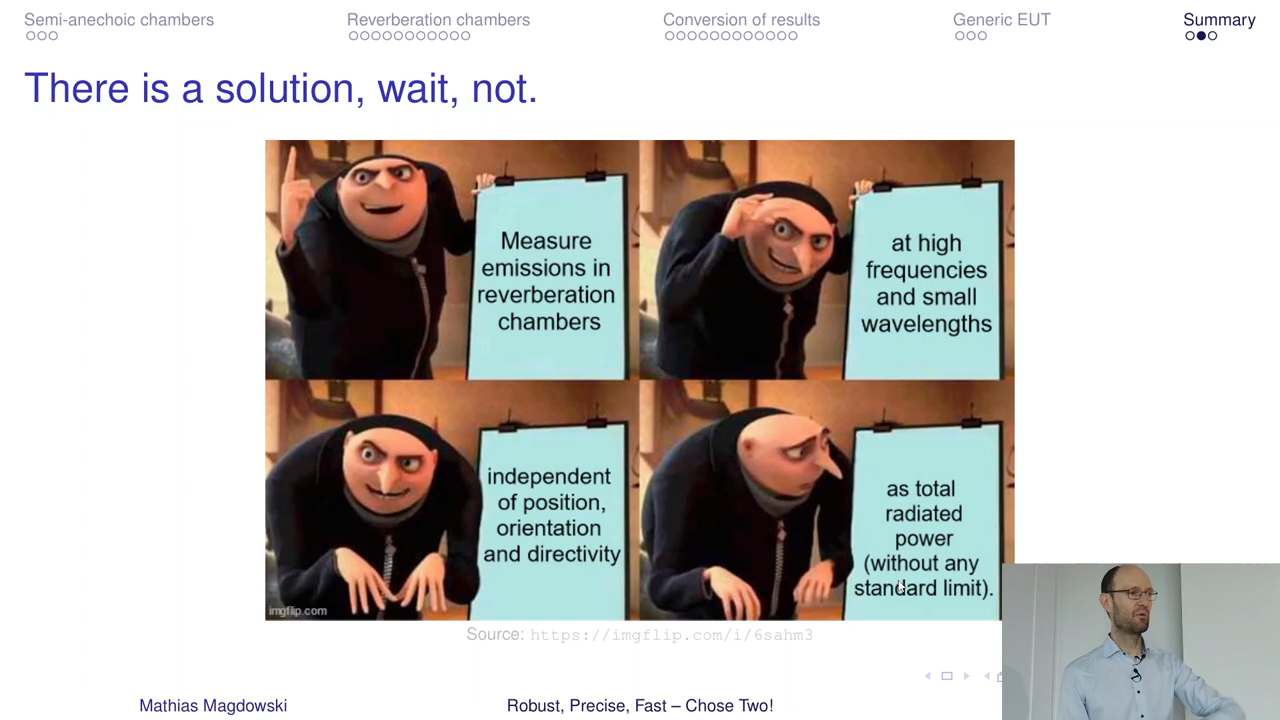 Semi-anechoic chambers
Reverberation chambers
Conversion of results
Generic EUT
Summary
There is a solution, wait, not.
Measure
emissions in
reverberation
chambers
at high
frequencies
and small
wavelengths
independent
of position,
orientation
and directivity
as total
radiated
power
(without any
standard limit).
imgflip.com
Source: https://imgflip.com/i/6sahm3
Mathias Magdowski
Robust, Precise, Fast – Chose Two!